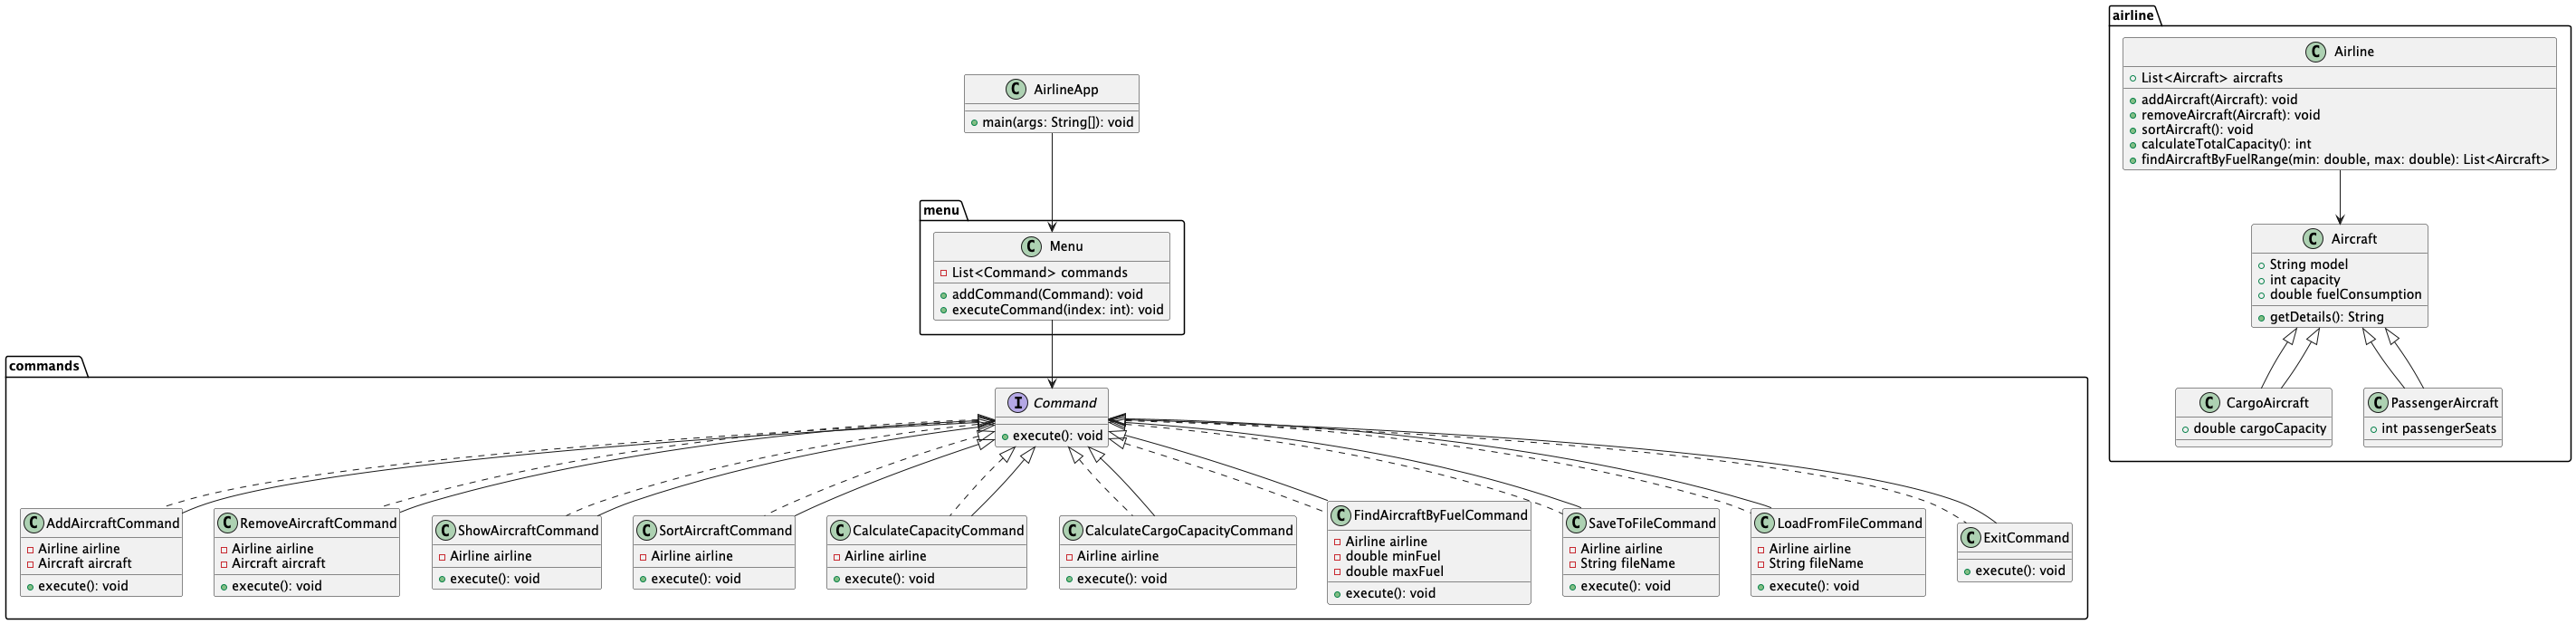 airline
C Airline
List<Aircraft> aircrafts
addAircraft(Aircraft): void
removeAircraft(Aircraft): void
sortAircraft(): void
calculateTotalCapacity(): int
findAircraftByFuelRange(min: double, max: double): List<Aircraft>
C AirlineApp
main(args: String[]): void
menu
C Menu
List<Command> commands
addCommand(Command): void
executeCommand(index: int): void
C Aircraft
String model
int capacity
double fuelConsumption
getDetails(): String
commands
I Command
execute(): void
C CargoAircraft
double cargoCapacity
C PassengerAircraft
int passengerSeats
C AddAircraftCommand
Airline airline
Aircraft aircraft
execute(): void
C RemoveAircraftCommand
Airline airline
Aircraft aircraft
execute(): void
C ShowAircraftCommand
Airline airline
execute(): void
C SortAircraftCommand
Airline airline
execute(): void
C CalculateCapacityCommand
Airline airline
execute(): void
C CalculateCargoCapacityCommand
Airline airline
execute(): void
C FindAircraftByFuelCommand
Airline airline
double minFuel
double maxFuel
execute(): void
C SaveToFileCommand
Airline airline
String fileName
execute(): void
C LoadFromFileCommand
Airline airline
String fileName
execute(): void
C ExitCommand
execute(): void